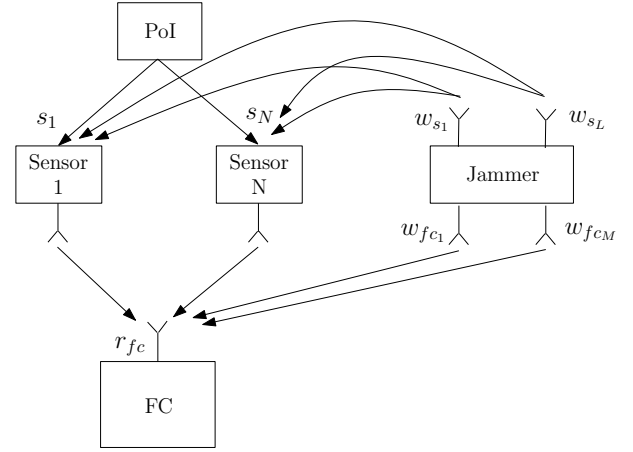 PoI
s_1
s_N
w_{s_1}
w_{s_L}
Sensor
1
Sensor
N
Jammer
w_{fc_1}
w_{fc_M}
r_{fc}
FC